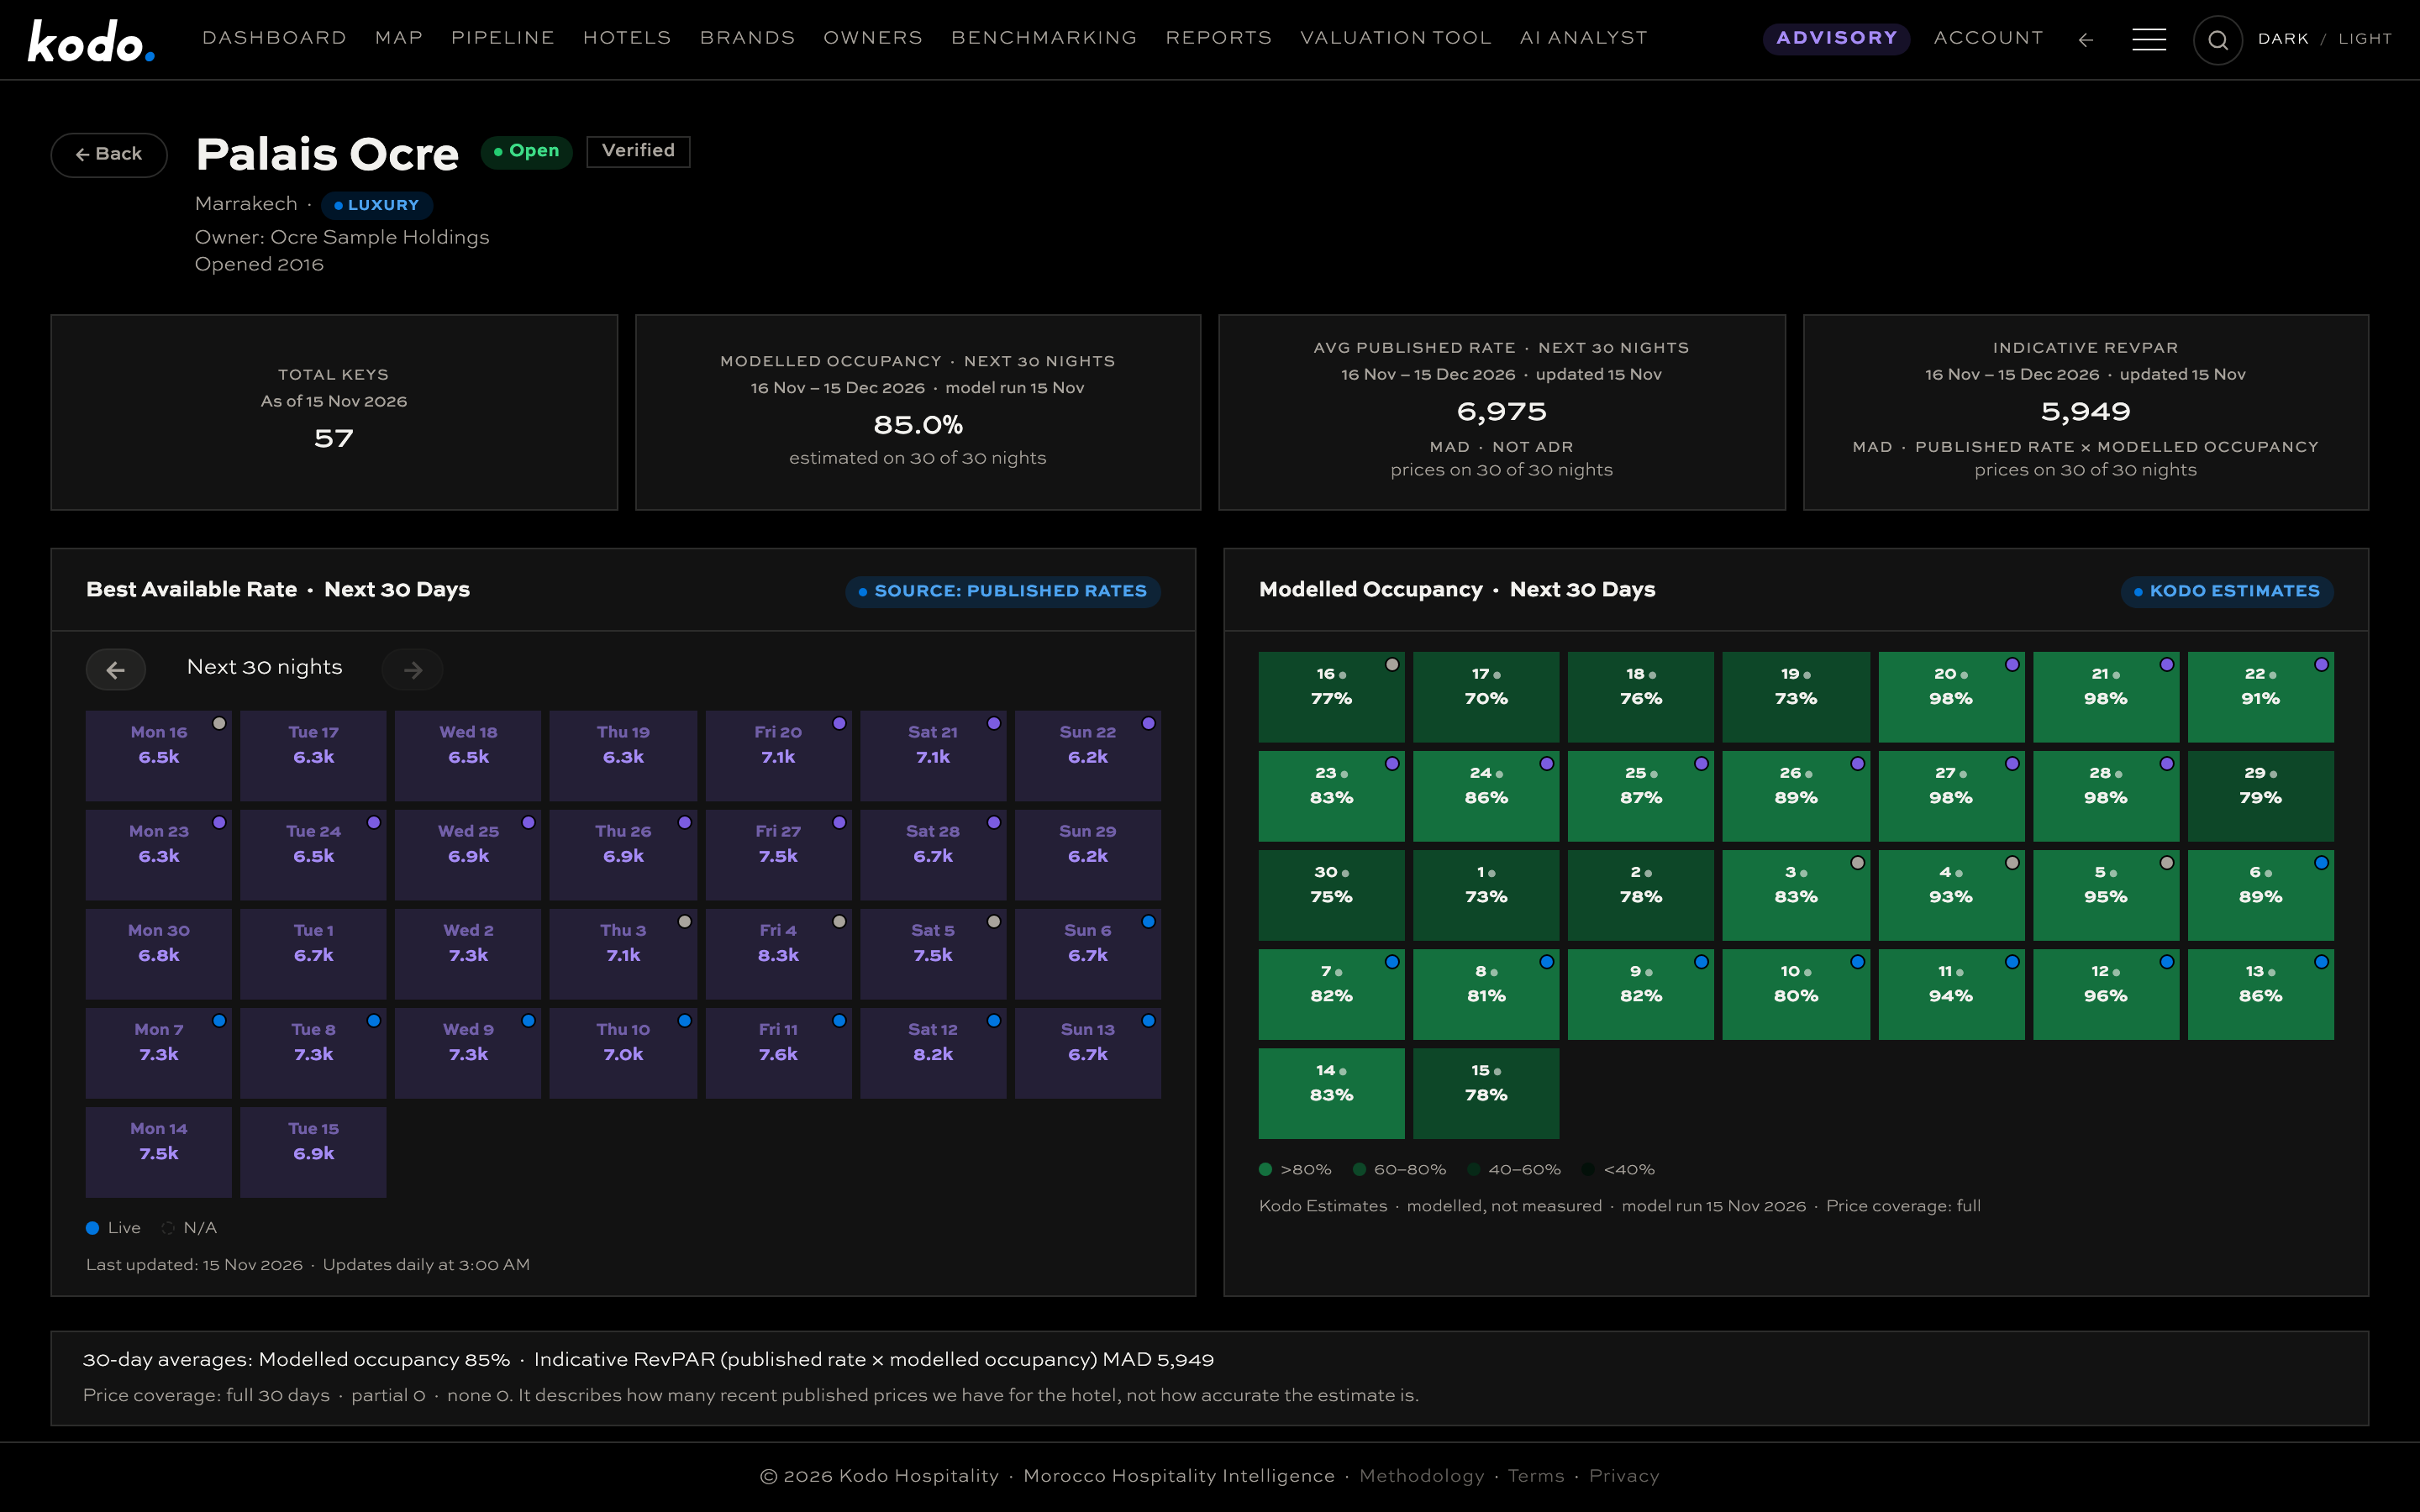 kodo. DASHBOARD MAP PIPELINE HOTELS BRANDS OWNERS BENCHMARKING REPORTS VALUATION TOOL AI ANALYST ADVISORY ACCOUNT ← DARK / LIGHT
← Back Palais Ocre Open Verified
Marrakech · LUXURY
Owner: Ocre Sample Holdings
Opened 2016
TOTAL KEYS
As of 15 Nov 2026
57
MODELLED OCCUPANCY · NEXT 30 NIGHTS
16 Nov – 15 Dec 2026 · model run 15 Nov
85.0%
estimated on 30 of 30 nights
AVG PUBLISHED RATE · NEXT 30 NIGHTS
16 Nov – 15 Dec 2026 · updated 15 Nov
6,975
MAD · NOT ADR
prices on 30 of 30 nights
INDICATIVE REVPAR
16 Nov – 15 Dec 2026 · updated 15 Nov
5,949
MAD · PUBLISHED RATE × MODELLED OCCUPANCY
prices on 30 of 30 nights
Best Available Rate · Next 30 Days SOURCE: PUBLISHED RATES
← Next 30 nights →
Mon 16 Tue 17 Wed 18 Thu 19 Fri 20 Sat 21 Sun 22
6.5k 6.3k 6.5k 6.3k 7.1k 7.1k 6.2k
Mon 23 Tue 24 Wed 25 Thu 26 Fri 27 Sat 28 Sun 29
6.3k 6.5k 6.9k 6.9k 7.5k 6.7k 6.2k
Mon 30 Tue 1 Wed 2 Thu 3 Fri 4 Sat 5 Sun 6
6.8k 6.7k 7.3k 7.1k 8.3k 7.5k 6.7k
Mon 7 Tue 8 Wed 9 Thu 10 Fri 11 Sat 12 Sun 13
7.3k 7.3k 7.3k 7.0k 7.6k 8.2k 6.7k
Mon 14 Tue 15
7.5k 6.9k
Live N/A
Last updated: 15 Nov 2026 · Updates daily at 3:00 AM
Modelled Occupancy · Next 30 Days KODO ESTIMATES
16 17 18 19 20 21 22
77% 70% 76% 73% 98% 98% 91%
23 24 25 26 27 28 29
83% 86% 87% 89% 98% 98% 79%
30 1 2 3 4 5 6
75% 73% 78% 83% 93% 95% 89%
7 8 9 10 11 12 13
82% 81% 82% 80% 94% 96% 86%
14 15
83% 78%
>80% 60–80% 40–60% <40%
Kodo Estimates · modelled, not measured · model run 15 Nov 2026 · Price coverage: full
30-day averages: Modelled occupancy 85% · Indicative RevPAR (published rate × modelled occupancy) MAD 5,949
Price coverage: full 30 days · partial 0 · none 0. It describes how many recent published prices we have for the hotel, not how accurate the estimate is.
© 2026 Kodo Hospitality · Morocco Hospitality Intelligence · Methodology · Terms · Privacy